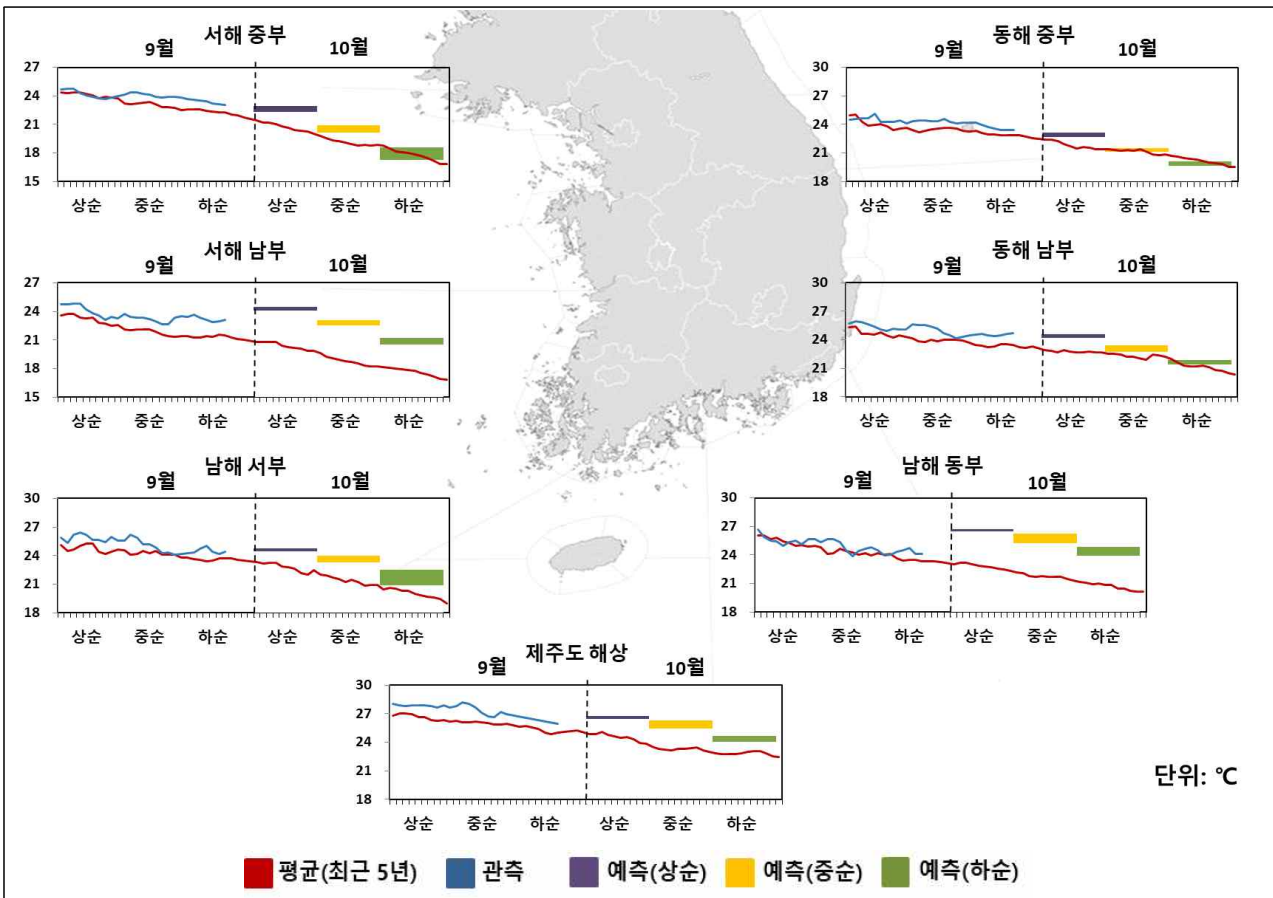 서해 중부
9월
10월
27
24
21
18
15
상순 중순 하순 상순 중순 하순
동해 중부
9월
10월
30
27
24
21
18
상순 중순 하순 상순 중순 하순
서해 남부
9월
10월
27
24
21
18
15
상순 중순 하순 상순 중순 하순
동해 남부
9월
10월
30
27
24
21
18
상순 중순 하순 상순 중순 하순
남해 서부
9월
10월
30
27
24
21
18
상순 중순 하순 상순 중순 하순
남해 동부
9월
10월
30
27
24
21
18
상순 중순 하순 상순 중순 하순
제주도 해상
9월
10월
30
27
24
21
18
상순 중순 하순 상순 중순 하순
단위: ℃
평균(최근 5년) 관측 예측(상순) 예측(중순) 예측(하순)